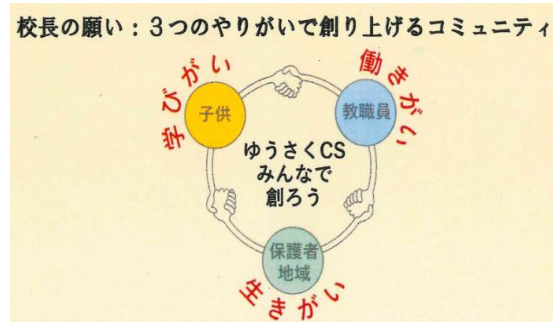 校長の願い：３つのやりがいで創り上げるコミュニティ
学びがい
働きがい
子供
教職員
ゆうさくCS
みんなで
創ろう
保護者
地域
生きがい